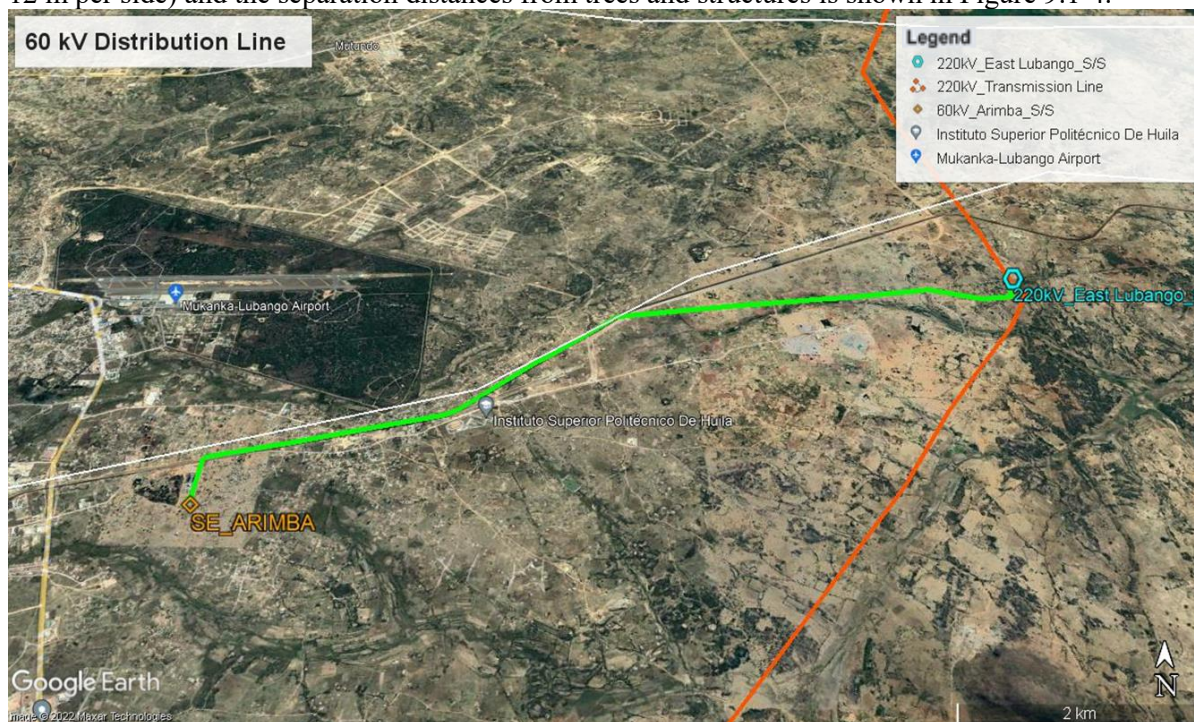 12 m per side) and the separation distances from trees and structures is shown in Figure 9.1-4.
60 kV Distribution Line
Motundo
Legend
220kV_East Lubango_S/S
220kV_Transmission Line
60kV_Arimba_S/S
Instituto Superior Politécnico De Huila
Mukanka-Lubango Airport
Mukanka-Lubango Airport
220kV_East Lubango_
Instituto Superior Politécnico De Huila
SE_ARIMBA
Google Earth
Image © 2022 Maxar Technologies
N
2 km